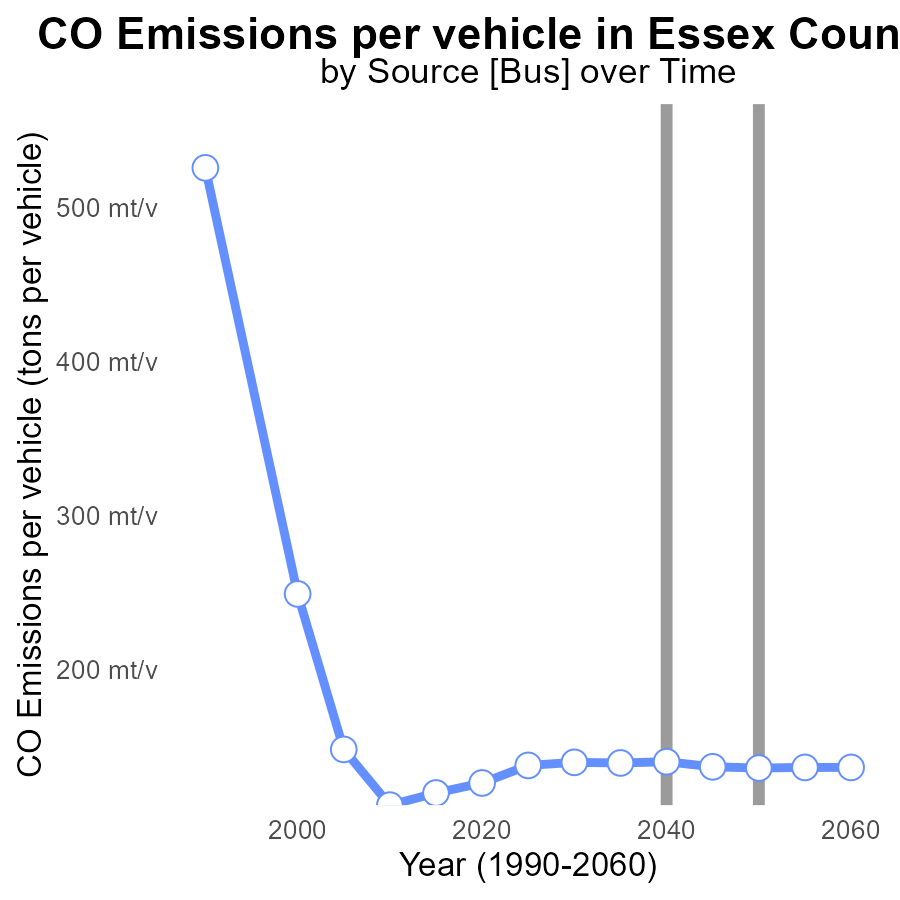 CO Emissions per vehicle in Essex Coun
by Source [Bus] over Time
CO Emissions per vehicle (tons per vehicle)
500 mt/v
400 mt/v
300 mt/v
200 mt/v
2000 2020 2040 2060
Year (1990-2060)